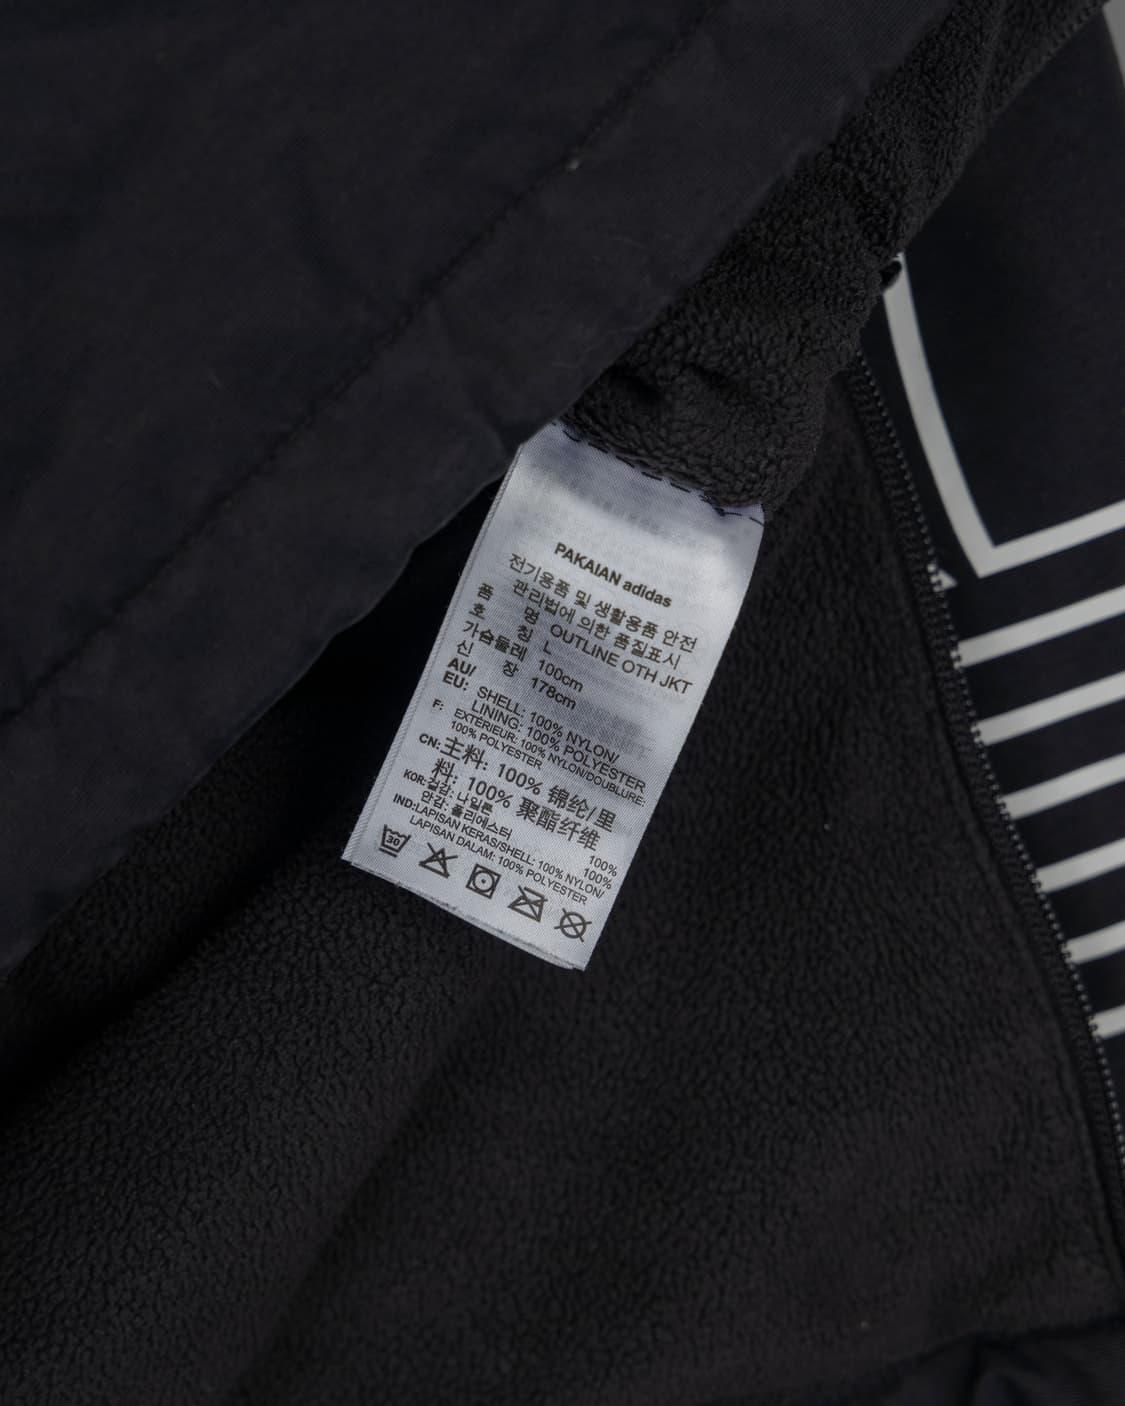 PAKAIAN adidas
전기용품 및 생활용품 안전
관리법에 의한 품질표시
품 명 OUTLINE OTH JKT
호 칭 L
가슴둘레 100cm
신 장 178cm
AU/ SHELL: 100% NYLON/
EU: LINING: 100% POLYESTER
F: EXTÉRIEUR: 100% NYLON/DOUBLURE:
100% POLYESTER
CN: 主料: 100% 锦纶/里
料: 100% 聚酯纤维
KOR: 겉감: 나일론 100%
안감: 폴리에스터 100%
IND: LAPISAN KERAS/SHELL: 100% NYLON/
LAPISAN DALAM: 100% POLYESTER
30